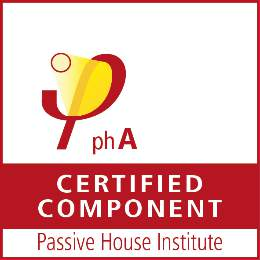 phA
CERTIFIED
COMPONENT
Passive House Institute